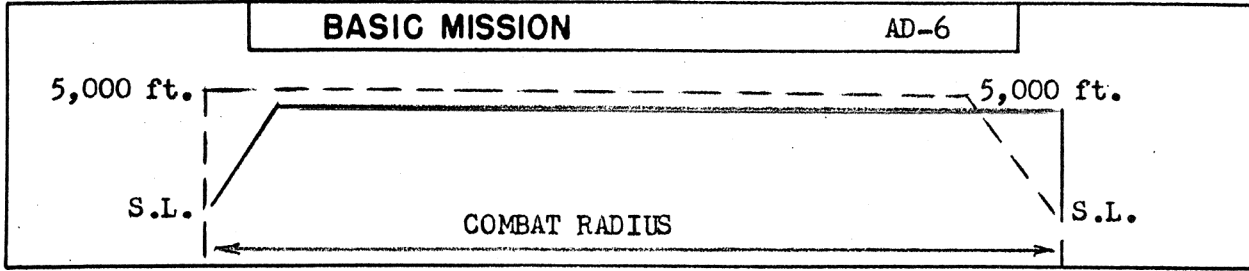 BASIC MISSION AD-6
5,000 ft. 5,000 ft.
S.L. S.L.
COMBAT RADIUS